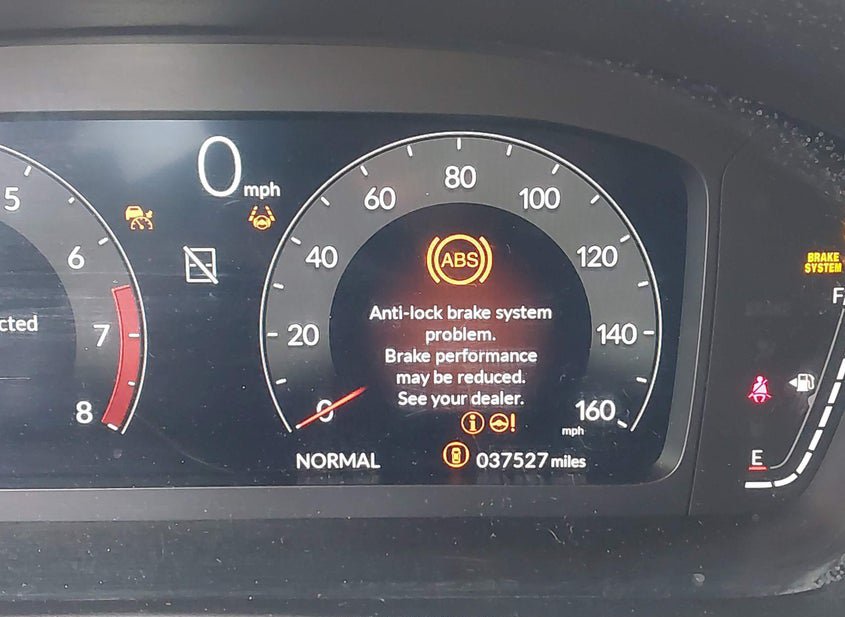 0 mph
5
6
7
8
cted
0
20
40
60
80
100
120
140
160
mph
ABS
Anti-lock brake system
problem.
Brake performance
may be reduced.
See your dealer.
i !
NORMAL
037527 miles
BRAKE
SYSTEM
F
E